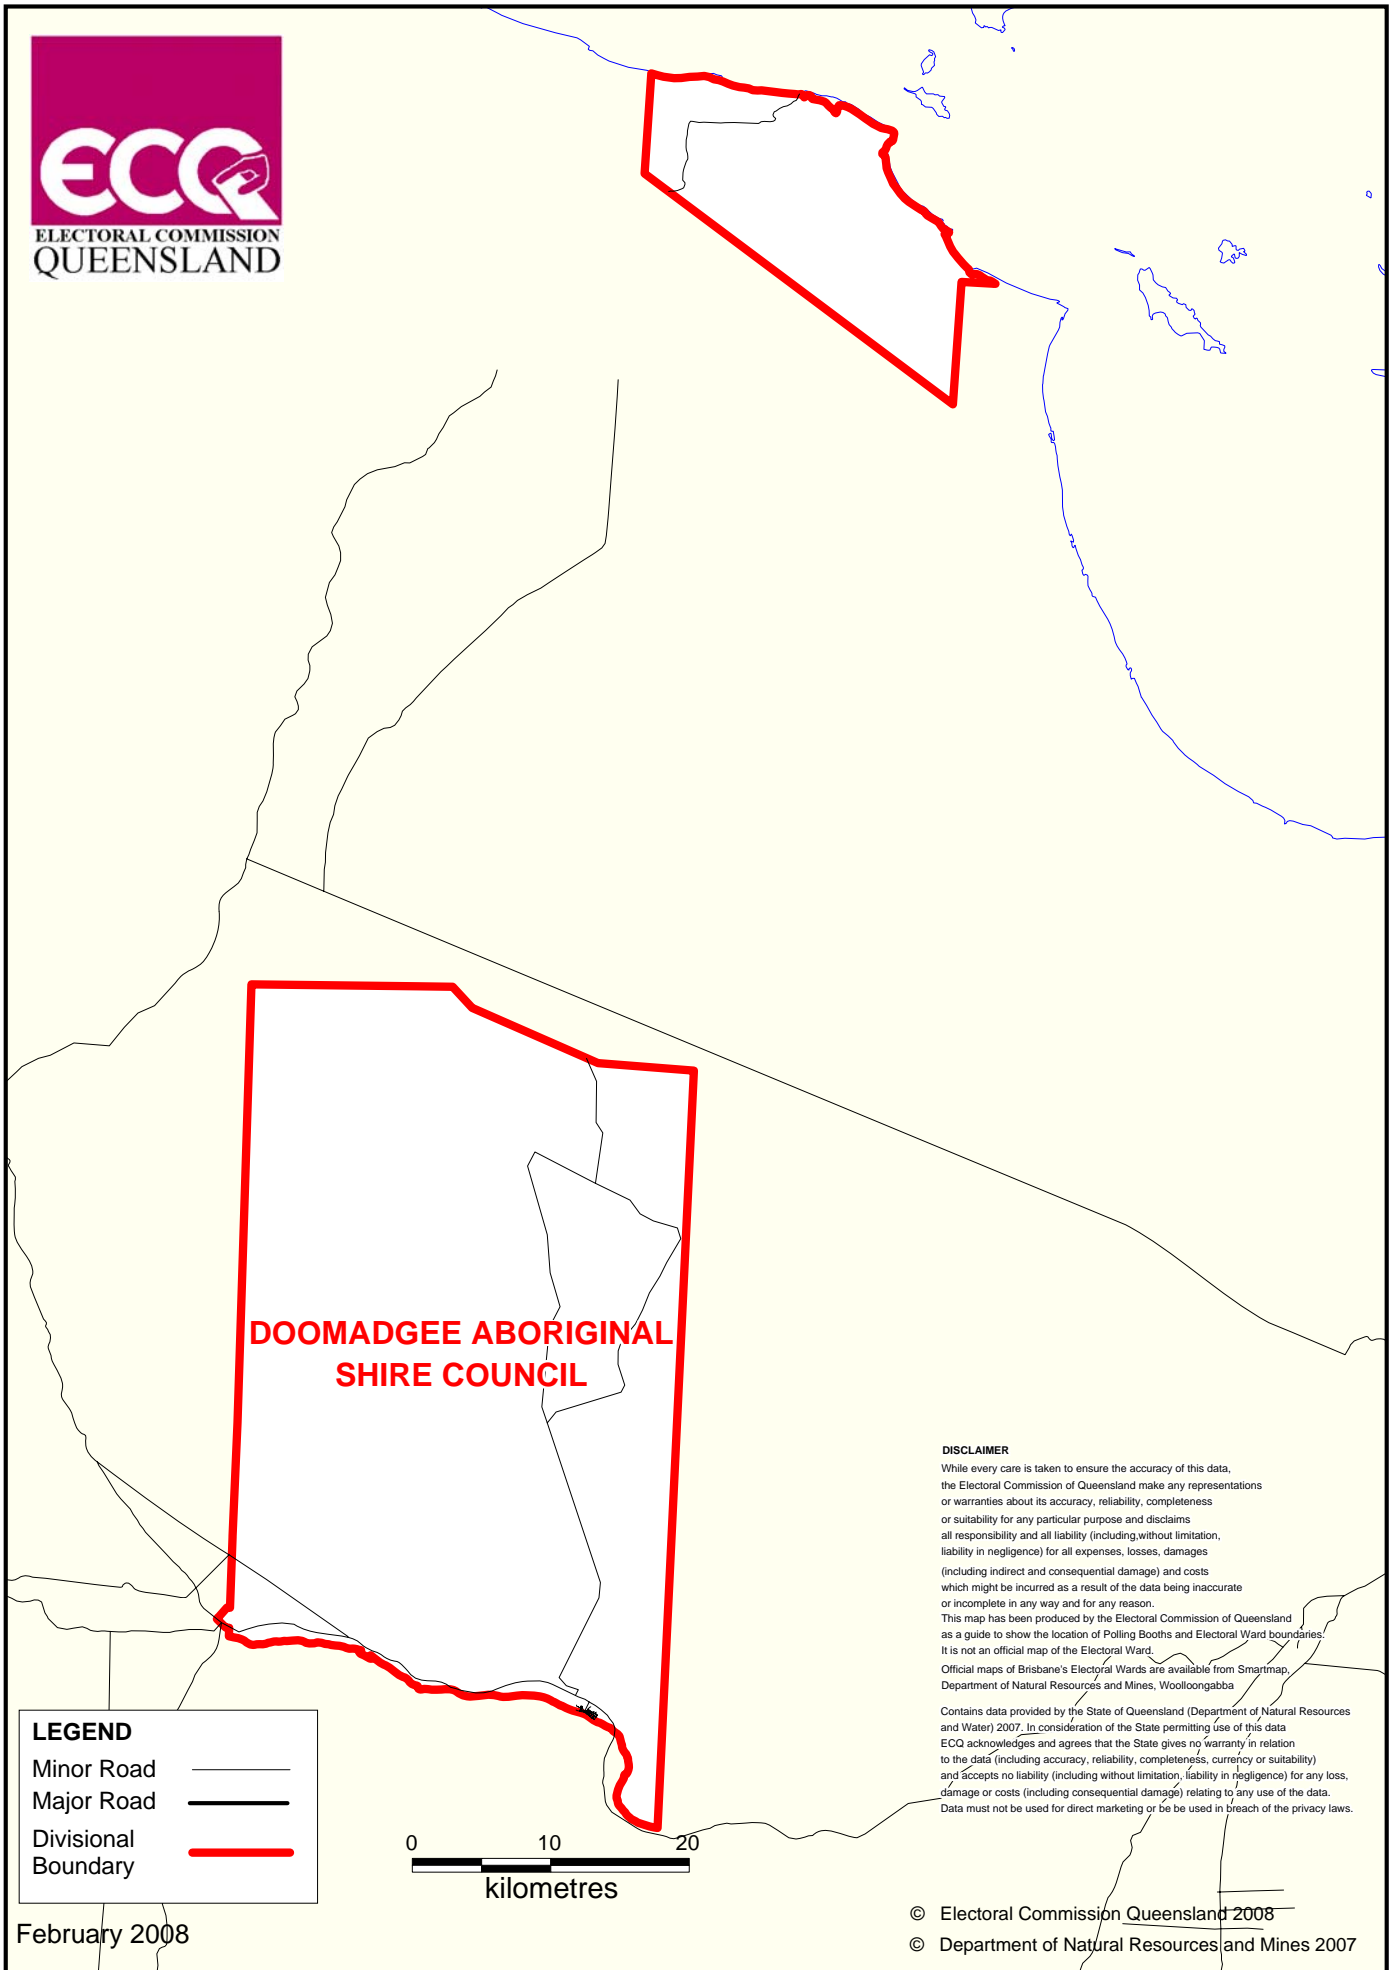 ECQ
ELECTORAL COMMISSION
QUEENSLAND
DOOMADGEE ABORIGINAL
SHIRE COUNCIL
DISCLAIMER
While every care is taken to ensure the accuracy of this data,
the Electoral Commission of Queensland make any representations
or warranties about its accuracy, reliability, completeness
or suitability for any particular purpose and disclaims
all responsibility and all liability (including,without limitation,
liability in negligence) for all expenses, losses, damages
(including indirect and consequential damage) and costs
which might be incurred as a result of the data being inaccurate
or incomplete in any way and for any reason.
This map has been produced by the Electoral Commission of Queensland
as a guide to show the location of Polling Booths and Electoral Ward boundaries.
It is not an official map of the Electoral Ward.
Official maps of Brisbane's Electoral Wards are available from Smartmap,
Department of Natural Resources and Mines, Woolloongabba
Contains data provided by the State of Queensland (Department of Natural Resources
and Water) 2007. In consideration of the State permitting use of this data
ECQ acknowledges and agrees that the State gives no warranty in relation
to the data (including accuracy, reliability, completeness, currency or suitability)
and accepts no liability (including without limitation, liability in negligence) for any loss,
damage or costs (including consequential damage) relating to any use of the data.
Data must not be used for direct marketing or be be used in breach of the privacy laws.
LEGEND
Minor Road
Major Road
Divisional
Boundary
0 10 20
kilometres
February 2008
© Electoral Commission Queensland 2008
© Department of Natural Resources and Mines 2007